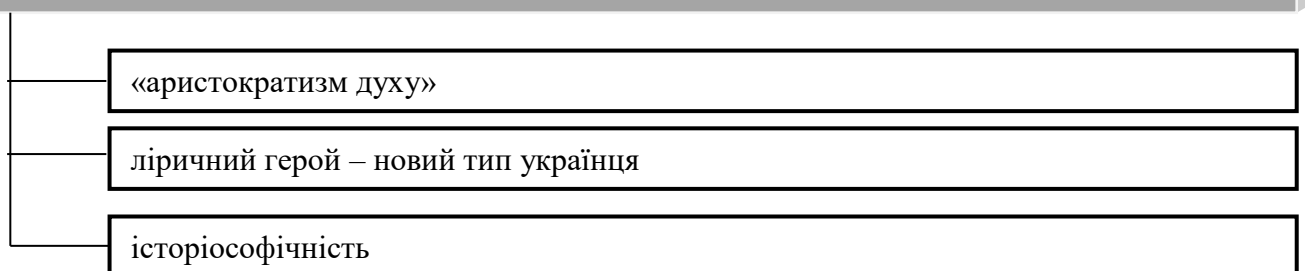 «аристократизм духу»
ліричний герой – новий тип українця
історіософічність